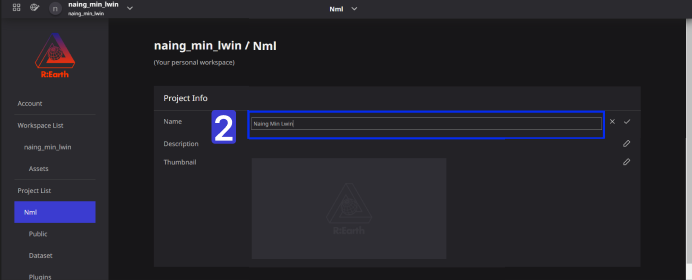 naing_min_lwin
naing_min_lwin
Nml
R:Earth
Account
Workspace List
naing_min_lwin
Assets
Project List
Nml
Public
Dataset
Plugins
naing_min_lwin / Nml
(Your personal workspace)
Project Info
Name
2
Naing Min Lwin
Description
Thumbnail
R:Earth